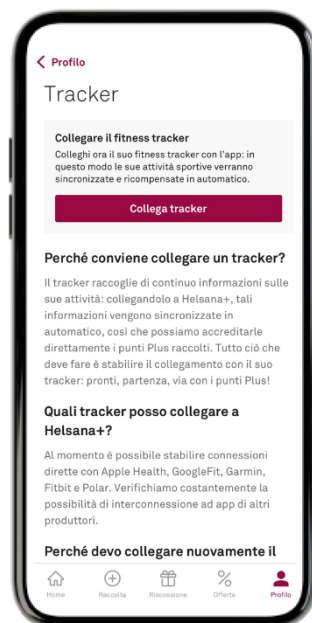 Profilo
Tracker
Collegare il fitness tracker
Colleghi ora il suo fitness tracker con l'app: in
questo modo le sue attività sportive verranno
sincronizzate e ricompensate in automatico.
Collega tracker
Perché conviene collegare un tracker?
Il tracker raccoglie di continuo informazioni sulle
sue attività: collegandolo a Helsana+, tali
informazioni vengono sincronizzate in
automatico, così che possiamo accreditarle
direttamente i punti Plus raccolti. Tutto ciò che
deve fare è stabilire il collegamento con il suo
tracker: pronti, partenza, via con i punti Plus!
Quali tracker posso collegare a
Helsana+?
Al momento è possibile stabilire connessioni
dirette con Apple Health, GoogleFit, Garmin,
Fitbit e Polar. Verifichiamo costantemente la
possibilità di interconnessione ad app di altri
produttori.
Perché devo collegare nuovamente il
Home Raccolta Riscossione Offerte Profilo